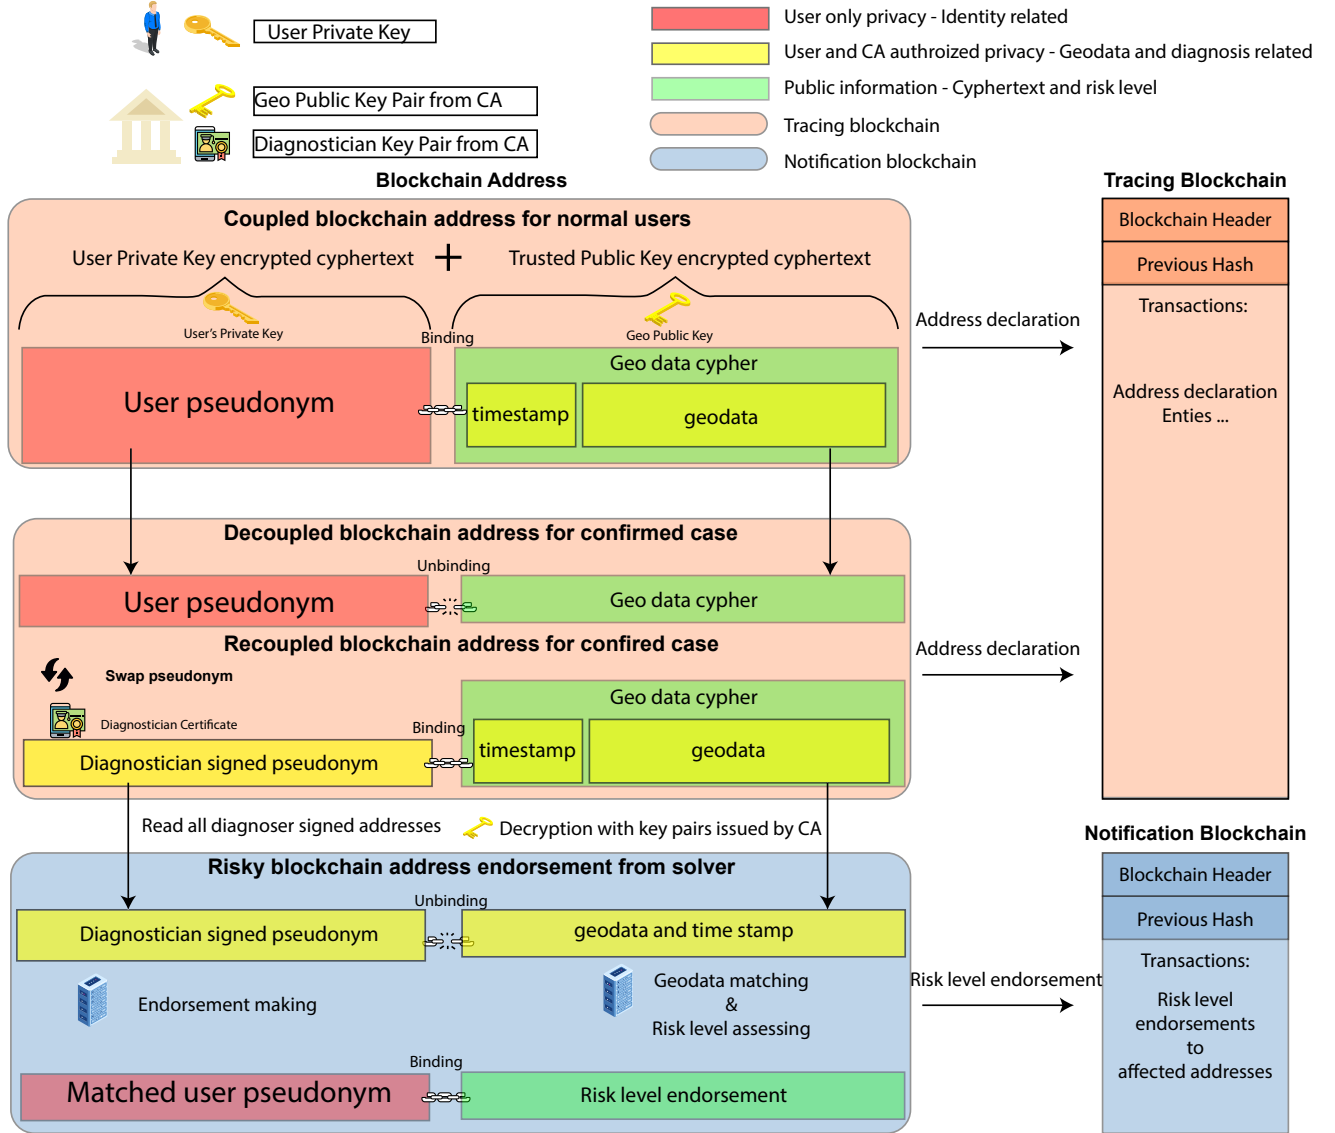 User Private Key
Geo Public Key Pair from CA
Diagnostician Key Pair from CA
User only privacy - Identity related
User and CA authroized privacy - Geodata and diagnosis related
Public information - Cyphertext and risk level
Tracing blockchain
Notification blockchain
Blockchain Address
Coupled blockchain address for normal users
User Private Key encrypted cyphertext
+
Trusted Public Key encrypted cyphertext
User's Private Key
Binding
Geo Public Key
User pseudonym
Geo data cypher
timestamp
geodata
Address declaration
Decoupled blockchain address for confirmed case
Unbinding
User pseudonym
Geo data cypher
Recoupled blockchain address for confired case
Swap pseudonym
Diagnostician Certificate
Binding
Diagnostician signed pseudonym
Geo data cypher
timestamp
geodata
Address declaration
Read all diagnoser signed addresses
Decryption with key pairs issued by CA
Risky blockchain address endorsement from solver
Unbinding
Diagnostician signed pseudonym
geodata and time stamp
Endorsement making
Geodata matching
&
Risk level assessing
Binding
Matched user pseudonym
Risk level endorsement
Risk level endorsement
Tracing Blockchain
Blockchain Header
Previous Hash
Transactions:
Address declaration
Enties ...
Notification Blockchain
Blockchain Header
Previous Hash
Transactions:
Risk level
endorsements
to
affected addresses